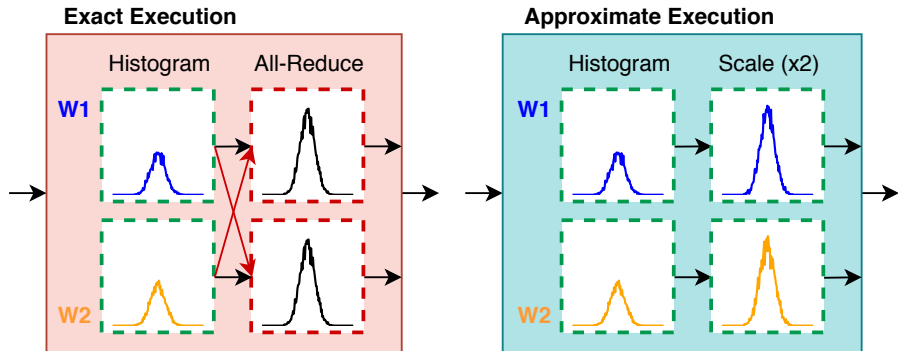 Exact Execution
Histogram
All-Reduce
W1
W2
Approximate Execution
Histogram
Scale (x2)
W1
W2